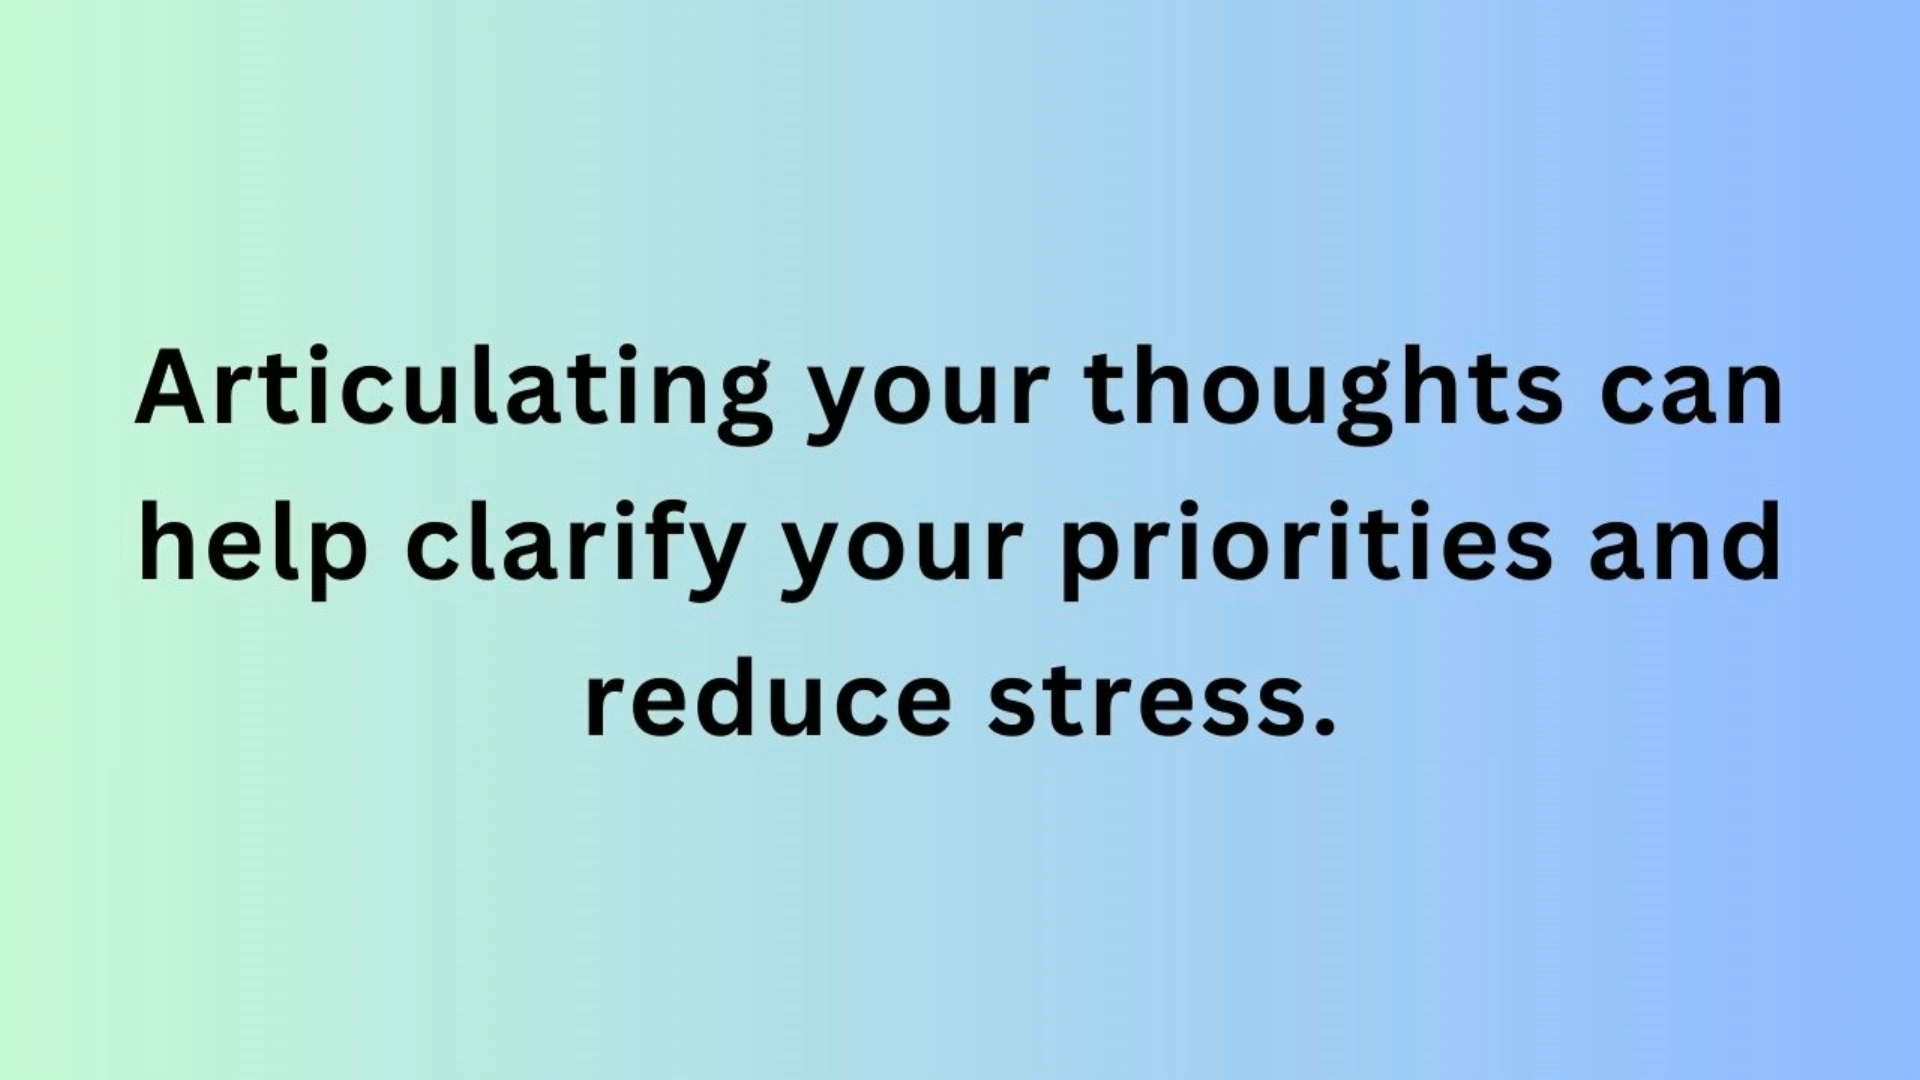 Articulating your thoughts can
help clarify your priorities and
reduce stress.